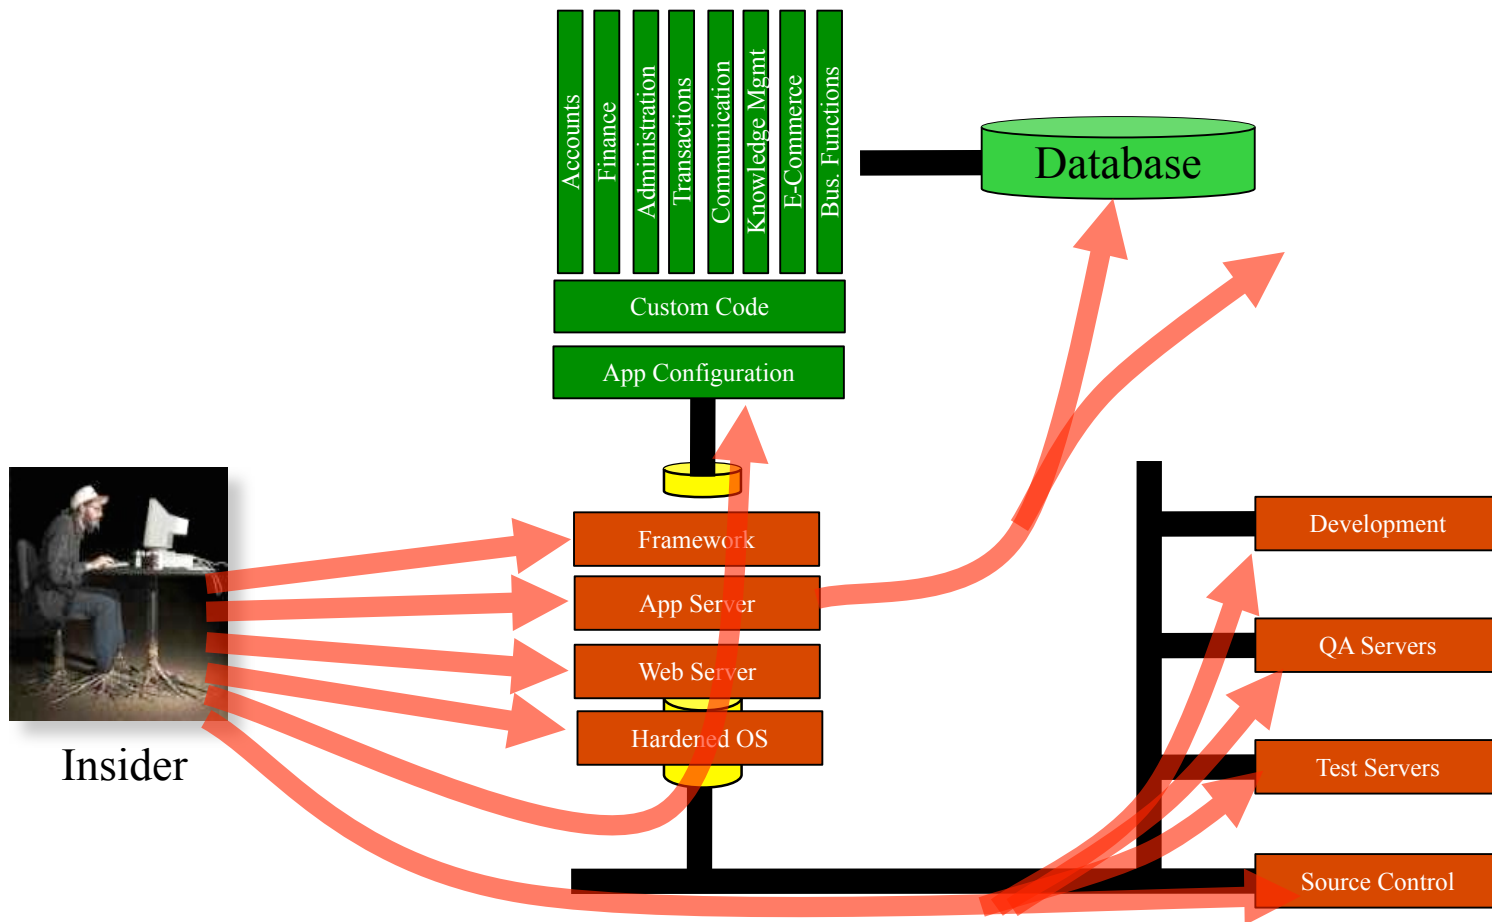 Accounts
Finance
Administration
Transactions
Communication
Knowledge Mgmt
E-Commerce
Bus. Functions
Database
Custom Code
App Configuration
Framework
App Server
Web Server
Hardened OS
Insider
Development
QA Servers
Test Servers
Source Control